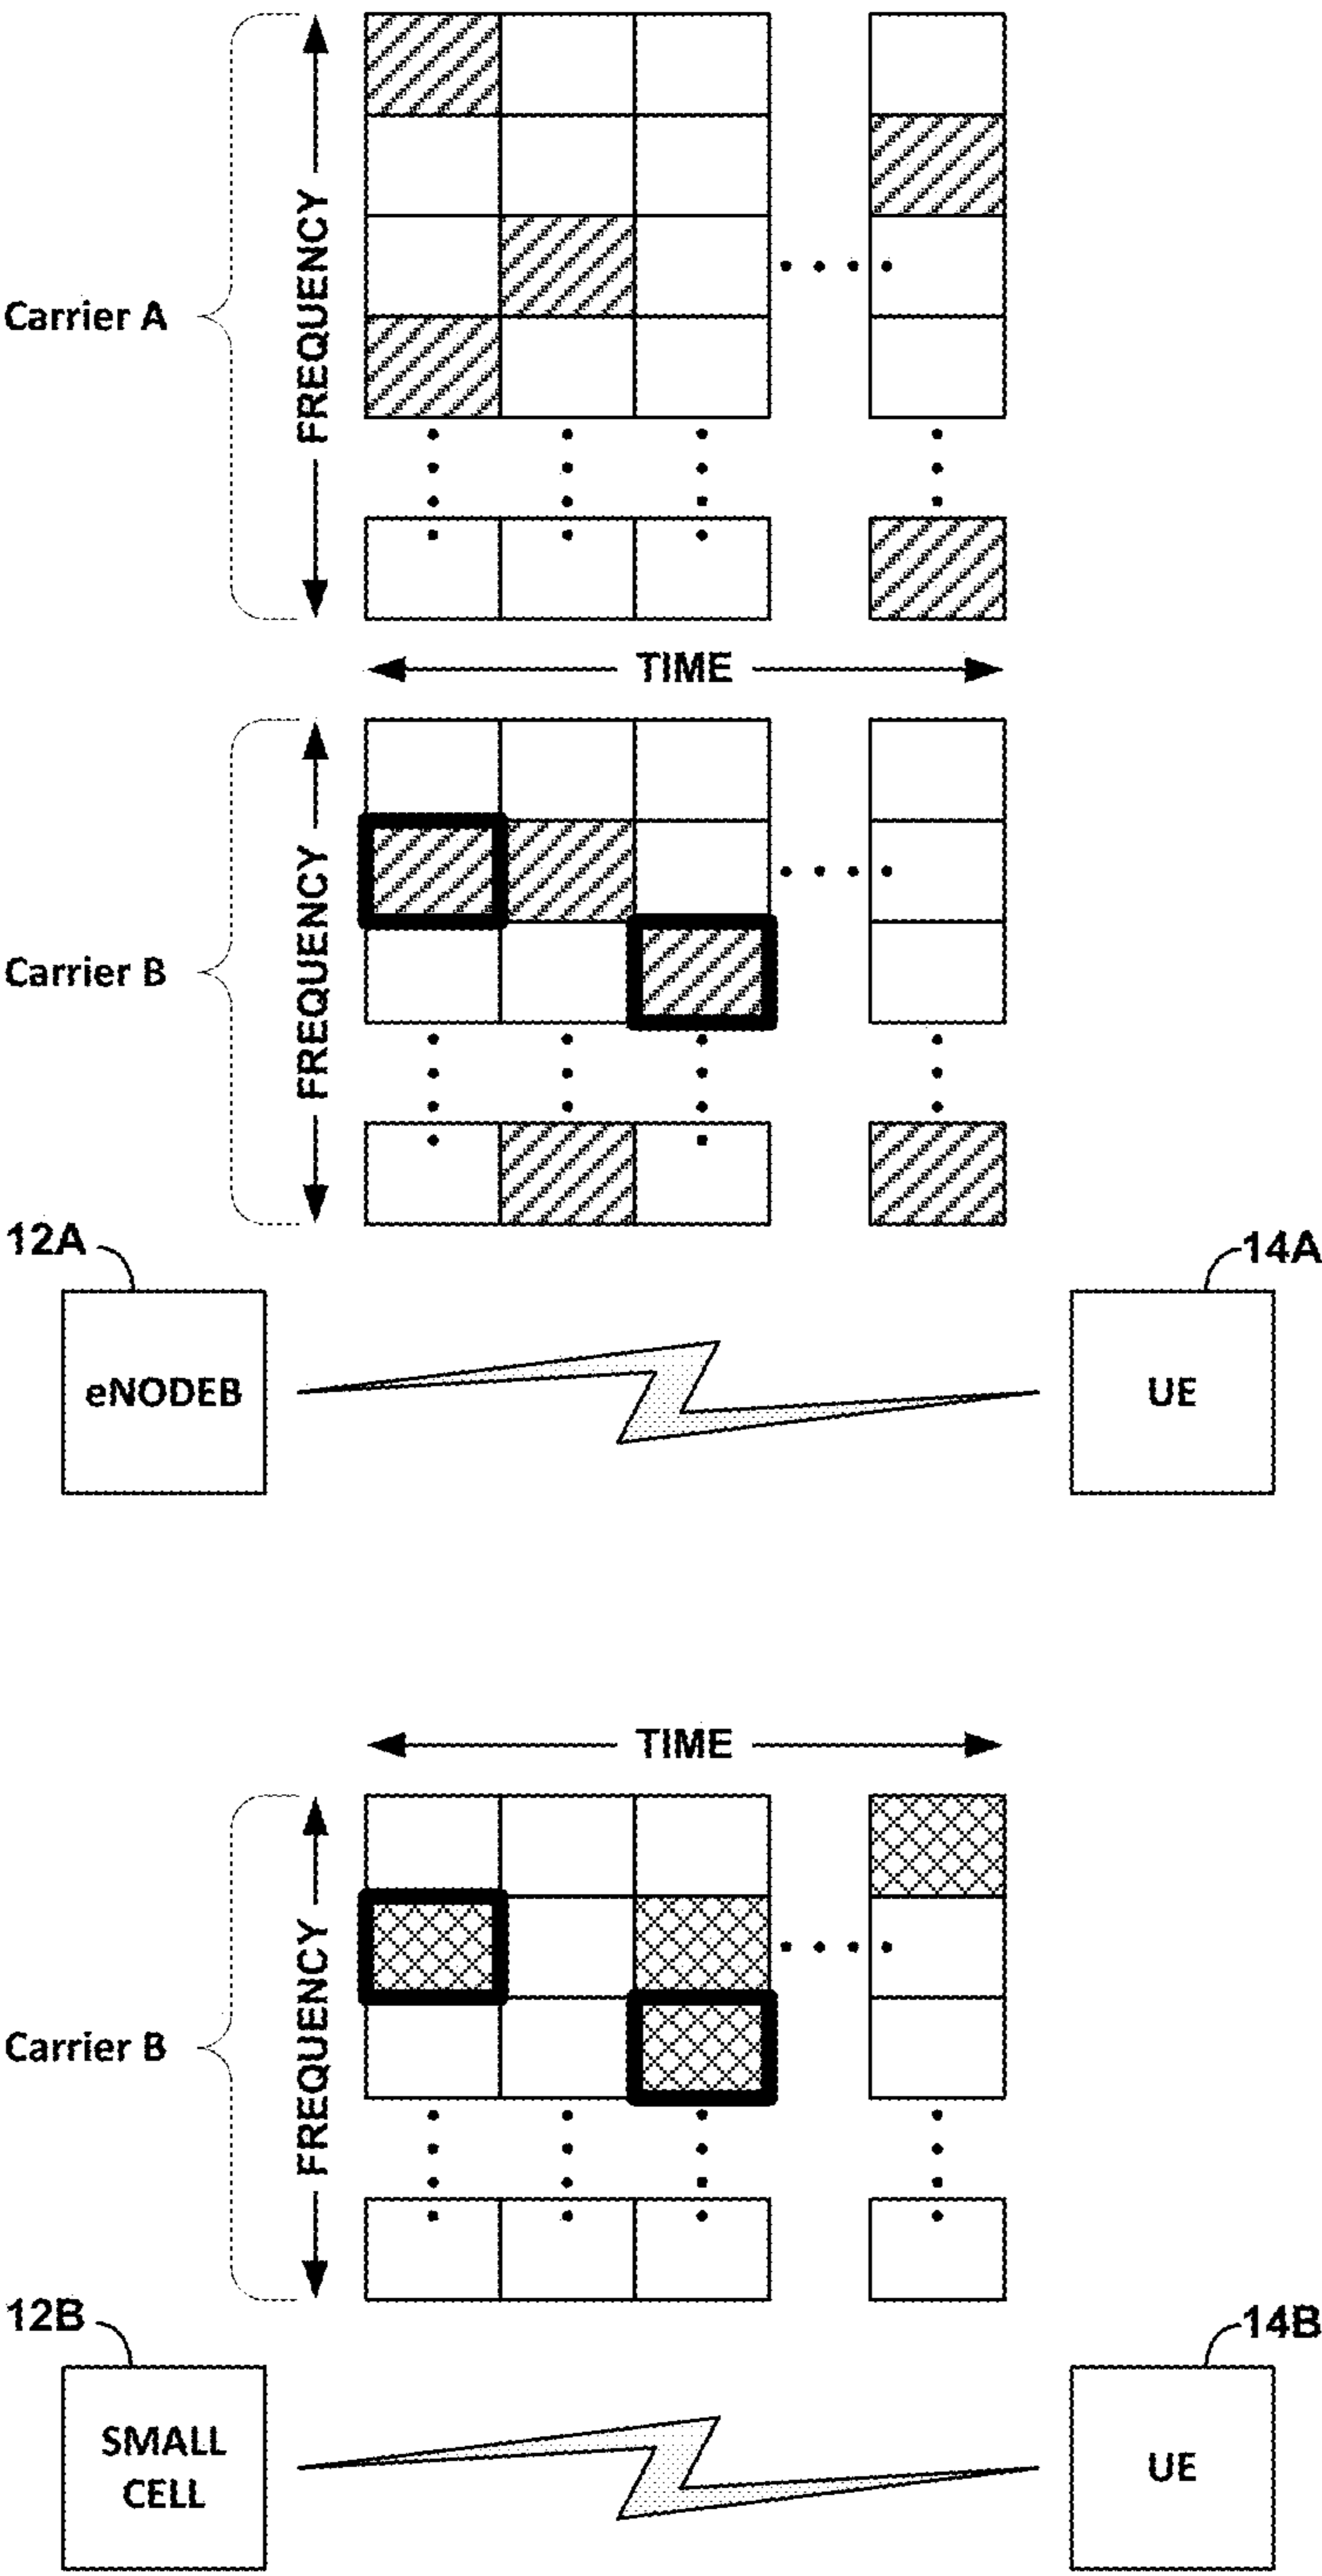 Carrier A
FREQUENCY
TIME
Carrier B
FREQUENCY
12A
14A
eNODEB
UE
TIME
Carrier B
FREQUENCY
12B
14B
SMALL
CELL
UE